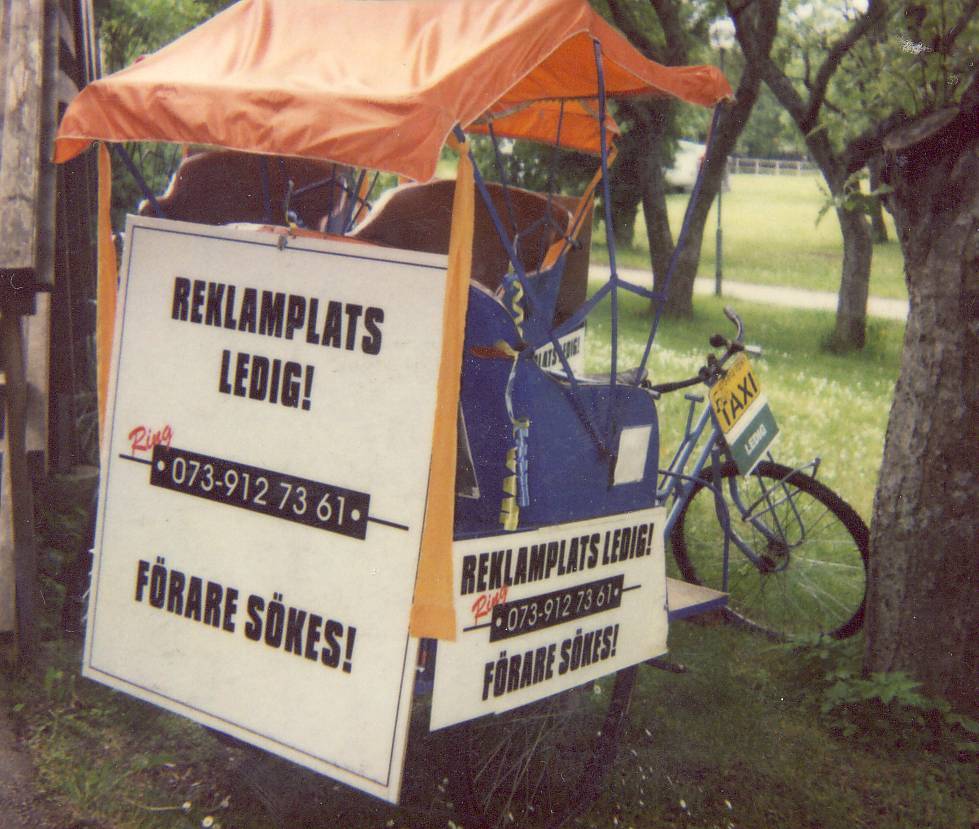 REKLAMPLATS
LEDIG!
Ring
073-912 73 61
FÖRARE SÖKES!
REKLAMPLATS LEDIG!
Ring
073-912 73 61
FÖRARE SÖKES!
LEDIG!
TAXI
LEDIG